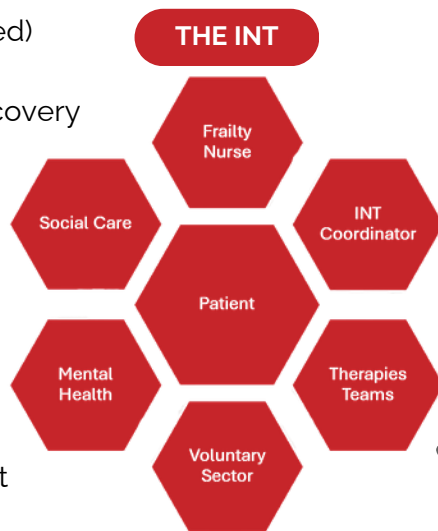 ed)
THE INT
covery
Frailty
Nurse
Social Care
INT
Coordinator
Patient
Mental
Health
Therapies
Teams
Voluntary
Sector
t